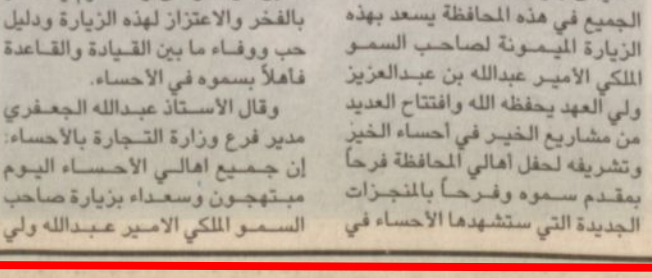 الجميع في هذه المحافظة يسعد بهذه
الزيارة الميمونة لصاحب السمو
الملكي الأمير عبدالله بن عبدالعزيز
ولي العهد يحفظه الله وافتتاح العديد
من مشاريع الخير في أحساء الخير
وتشريفه لحفل أهالي المحافظة فرحاً
بمقدم سموه وفرحاً بالمنجزات
الجديدة التي ستشهدها الأحساء في
بالفخر والاعتزاز لهذه الزيارة ودليل
حب ووفاء ما بين القيادة والقاعدة
فأهلاً بسموه في الأحساء.
وقال الأستاذ عبدالله الجعفري
مدير فرع وزارة التجارة بالأحساء:
إن جميع اهالي الأحساء اليوم
مبتهجون وسعداء بزيارة صاحب
السمو الملكي الامير عبدالله ولي